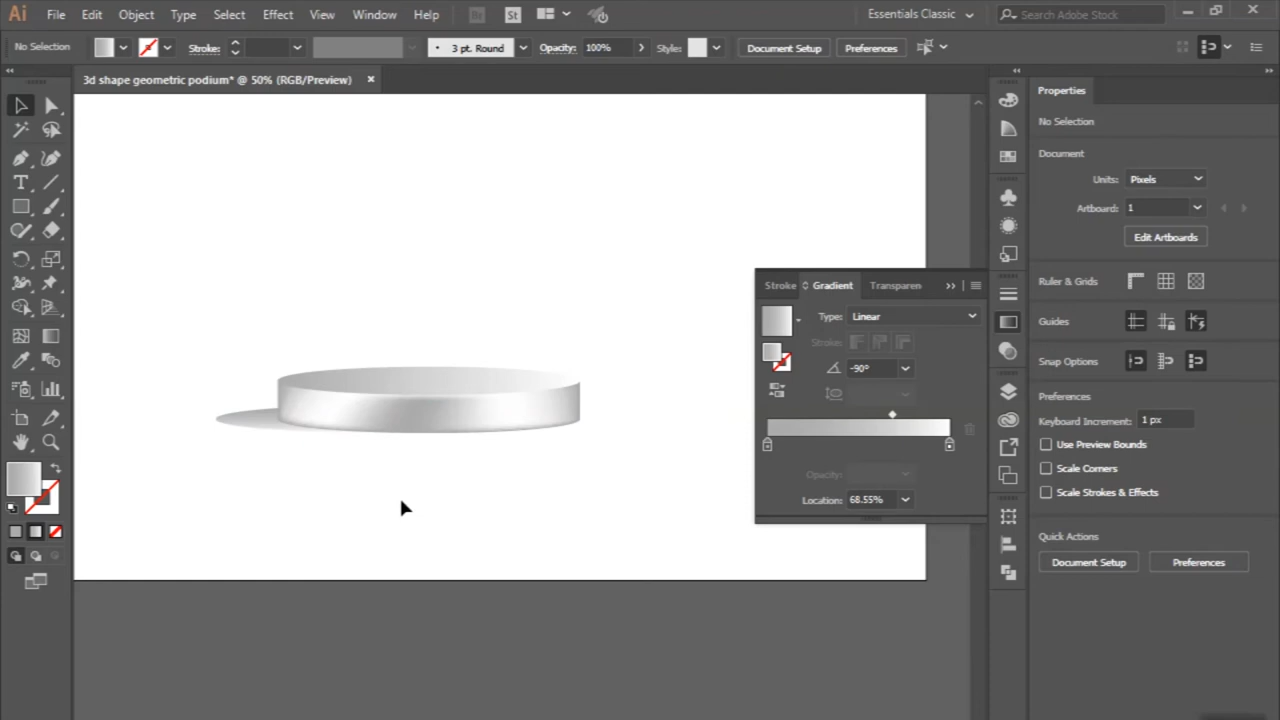 Ai File Edit Object Type Select Effect View Window Help Br St Essentials Classic Search Adobe Stock
No Selection Stroke: 3 pt. Round Opacity: 100% Style: Document Setup Preferences
3d shape geometric podium* @ 50% (RGB/Preview)
Properties
No Selection
Document
Units: Pixels
Artboard: 1
Edit Artboards
Ruler & Grids
Guides
Snap Options
Preferences
Keyboard Increment: 1 px
Use Preview Bounds
Scale Corners
Scale Strokes & Effects
Quick Actions
Document Setup Preferences
Stroke Gradient Transparen
Type: Linear
Stroke:
-90°
Opacity:
Location: 68.55%